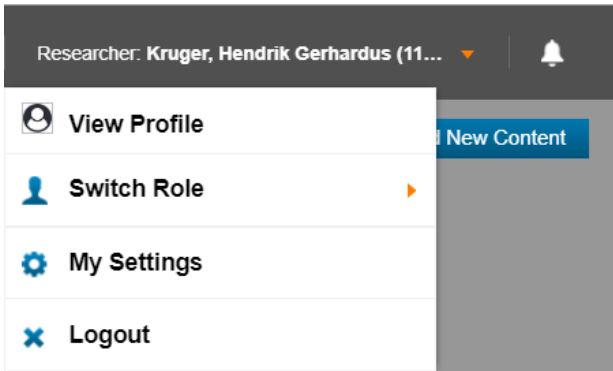 Researcher: Kruger, Hendrik Gerhardus (11...
View Profile
New Content
Switch Role
My Settings
Logout